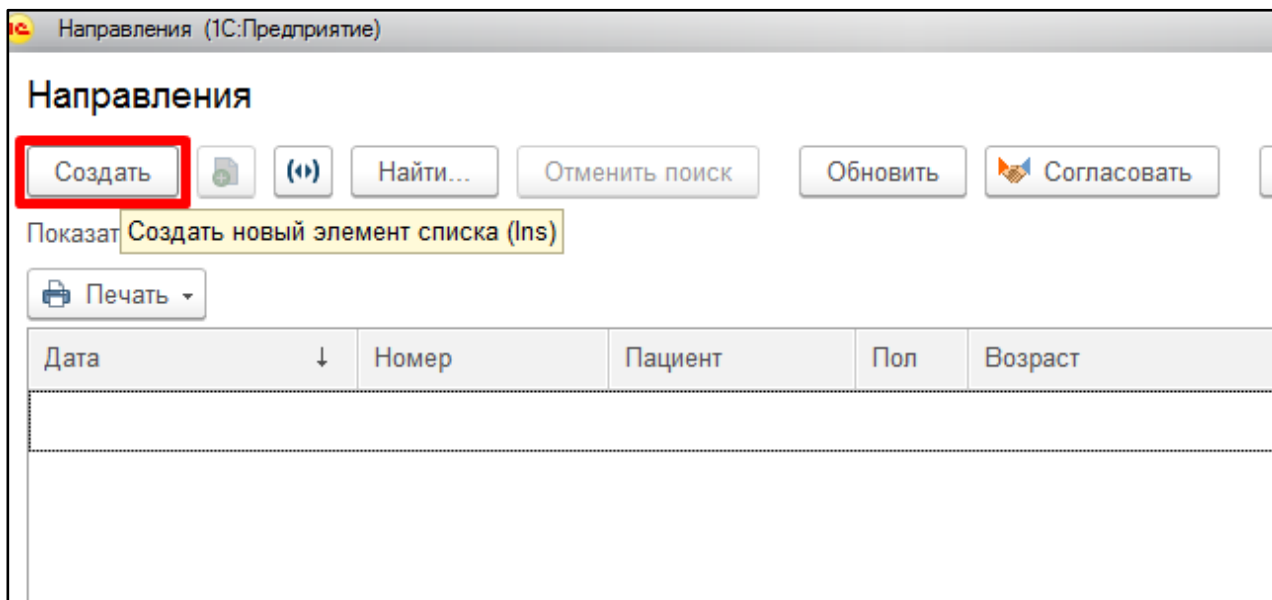 Направления (1С:Предприятие)
Направления
Создать Найти... Отменить поиск Обновить Согласовать
Показат Создать новый элемент списка (Ins)
Печать
Дата ↓ Номер Пациент Пол Возраст